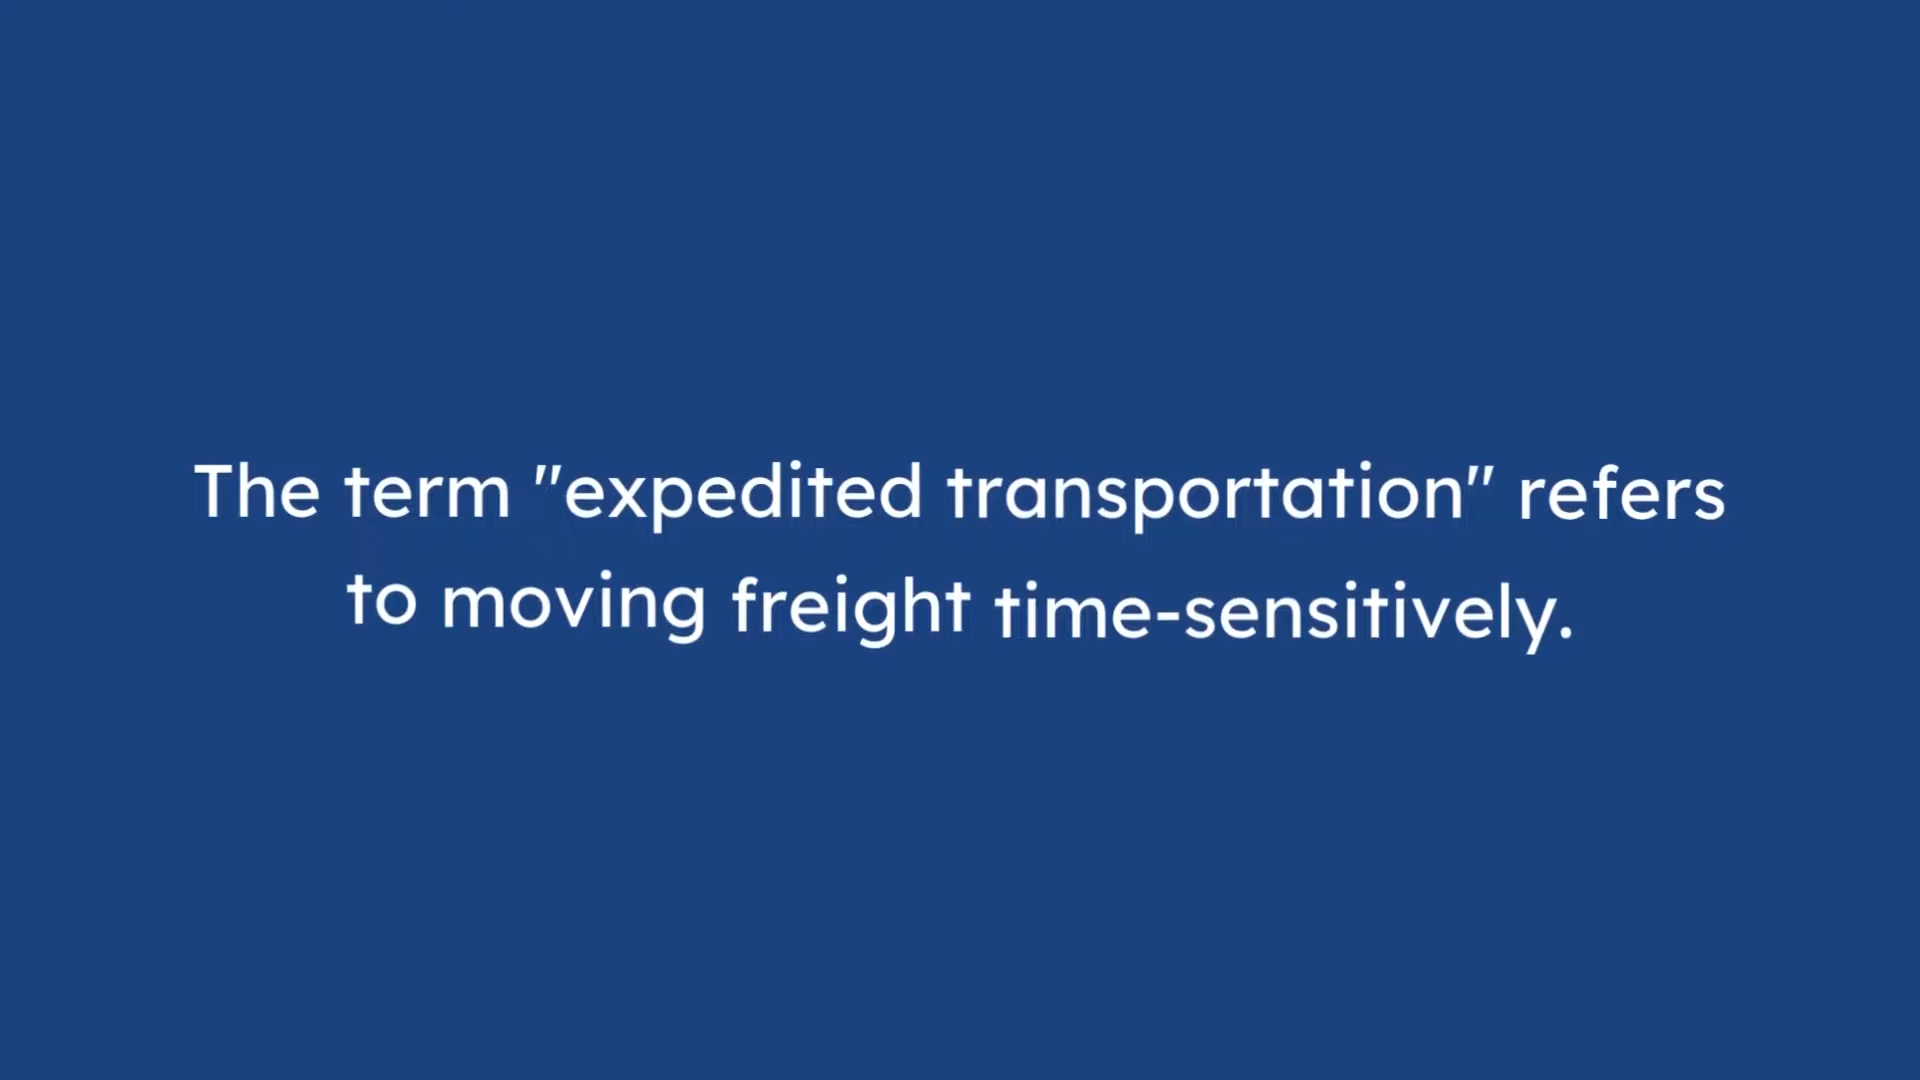 The term "expedited transportation" refers
to moving freight time-sensitively.